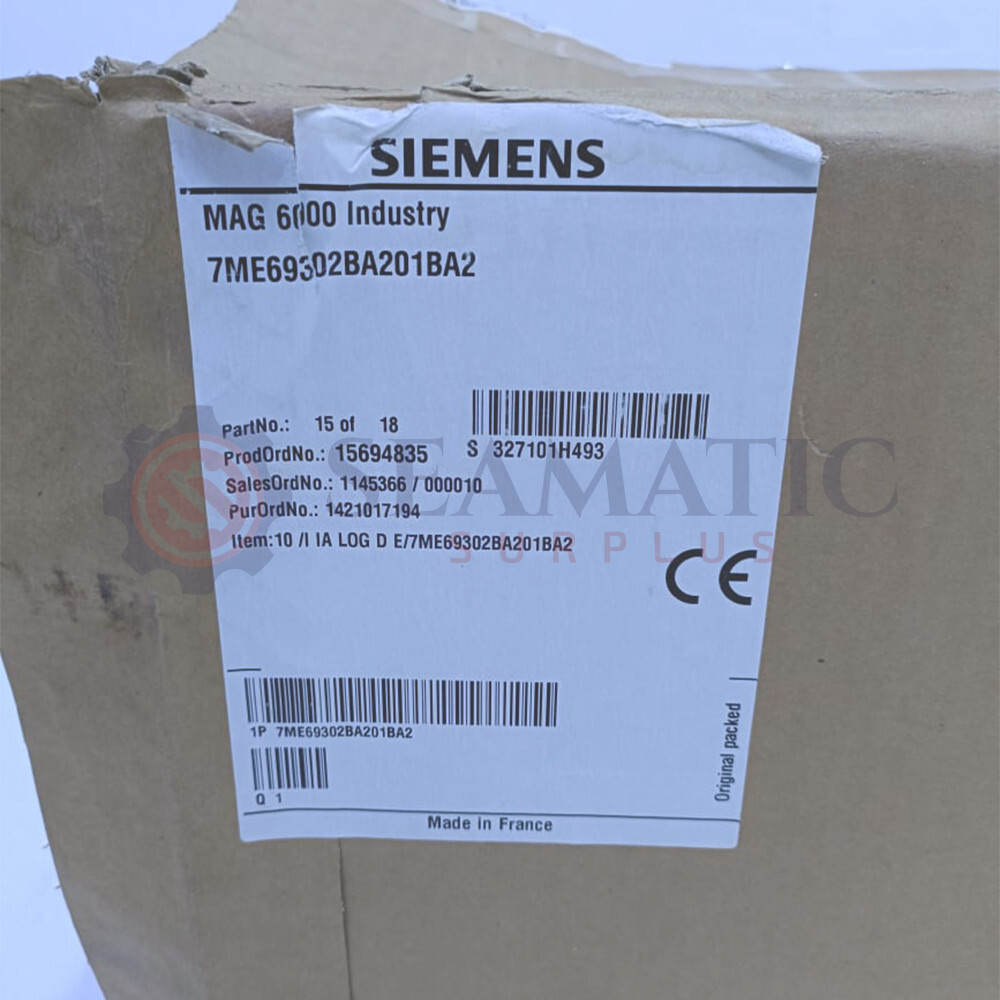 SIEMENS
MAG 6000 Industry
7ME69302BA201BA2
PartNo.: 15 of 18
S 327101H493
ProdOrdNo.: 15694835
SalesOrdNo.: 1145366 / 000010
PurOrdNo.: 1421017194
Item:10 /I IA LOG D E/7ME69302BA201BA2
CE
SEAMATIC
SURPLUS
1P 7ME69302BA201BA2
Q 1
Original packed
Made in France